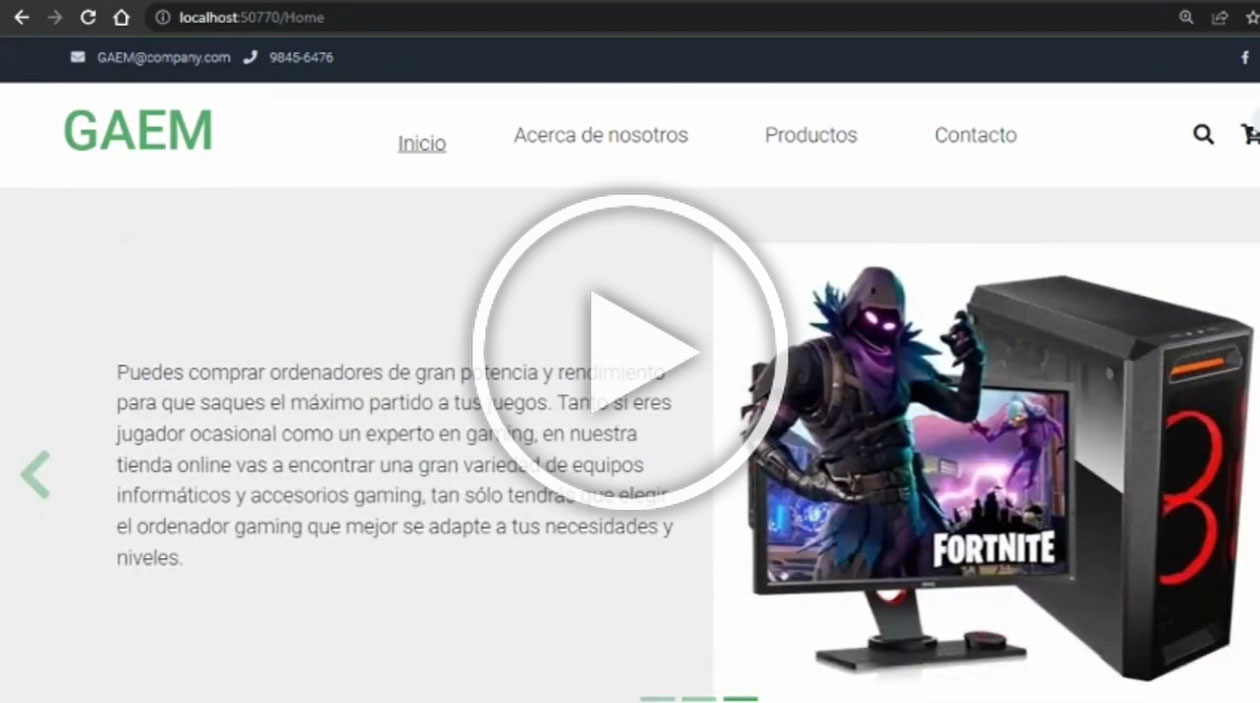 localhost:50770/Home
GAEM@company.com 9845-6476
GAEM
Inicio Acerca de nosotros Productos Contacto
Puedes comprar ordenadores de gran potencia y rendimiento
para que saques el máximo partido a tus juegos. Tanto si eres
jugador ocasional como un experto en gaming, en nuestra
tienda online vas a encontrar una gran variedad de equipos
informáticos y accesorios gaming, tan sólo tendrás que elegir
el ordenador gaming que mejor se adapte a tus necesidades y
niveles.
FORTNITE